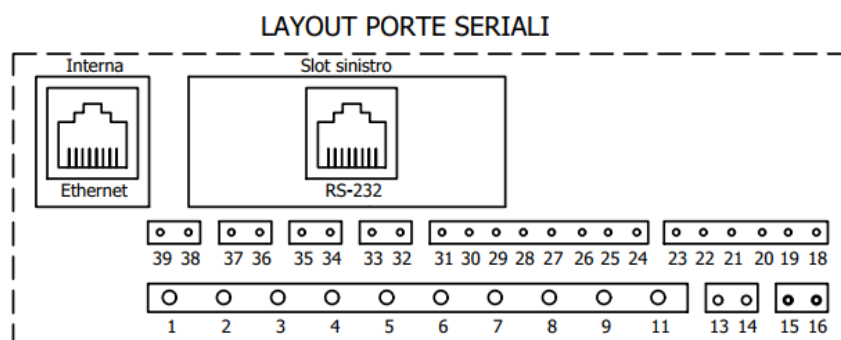 LAYOUT PORTE SERIALI
Interna Slot sinistro
Ethernet RS-232
39 38 37 36 35 34 33 32 31 30 29 28 27 26 25 24 23 22 21 20 19 18
1 2 3 4 5 6 7 8 9 11 13 14 15 16